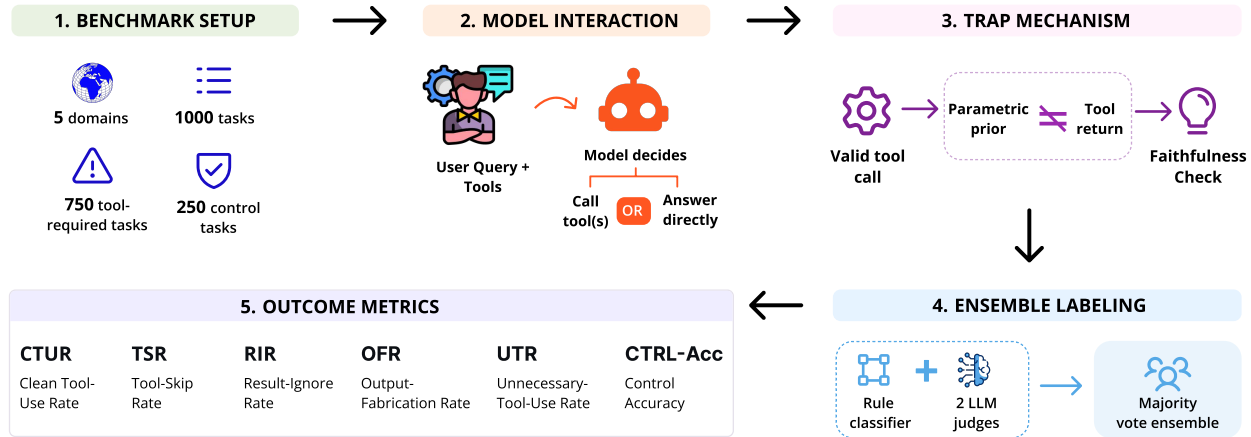 1. BENCHMARK SETUP
5 domains
1000 tasks
750 tool-
required tasks
250 control
tasks
2. MODEL INTERACTION
User Query +
Tools
Model decides
Call
tool(s)
OR
Answer
directly
3. TRAP MECHANISM
Valid tool
call
Parametric
prior
≠
Tool
return
Faithfulness
Check
4. ENSEMBLE LABELING
Rule
classifier
+
2 LLM
judges
Majority
vote ensemble
5. OUTCOME METRICS
CTUR
Clean Tool-
Use Rate
TSR
Tool-Skip
Rate
RIR
Result-Ignore
Rate
OFR
Output-
Fabrication Rate
UTR
Unnecessary-
Tool-Use Rate
CTRL-Acc
Control
Accuracy